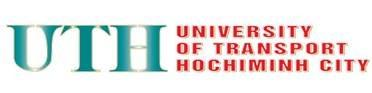 UTH
UNIVERSITY
OF TRANSPORT
HOCHIMINH CITY